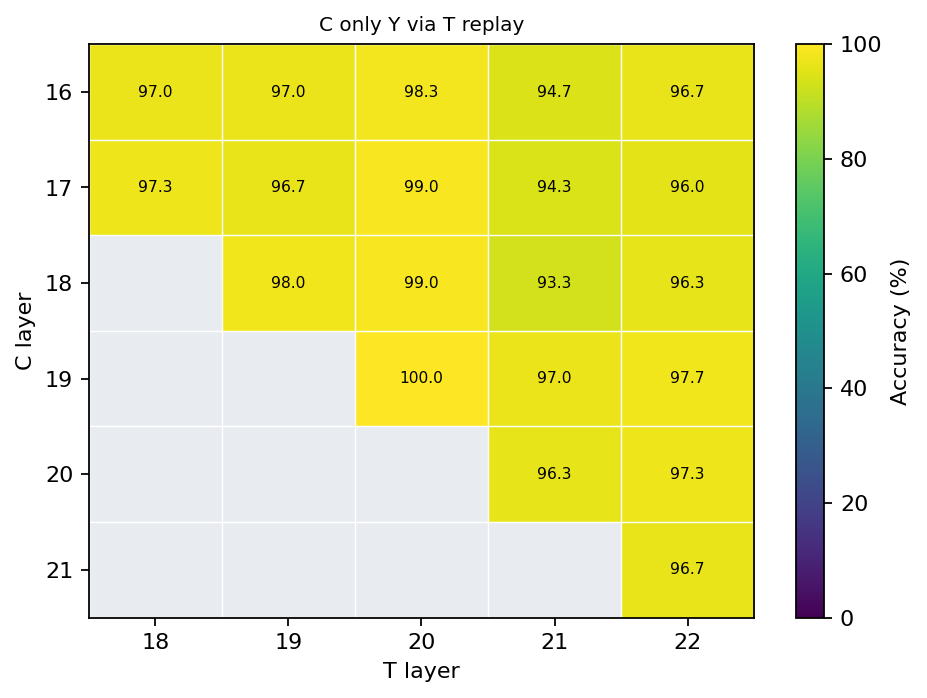 C only Y via T replay
16 97.0 97.0 98.3 94.7 96.7
17 97.3 96.7 99.0 94.3 96.0
18 98.0 99.0 93.3 96.3
19 100.0 97.0 97.7
20 96.3 97.3
21 96.7
18 19 20 21 22
T layer
C layer
100
80
60
40
20
0
Accuracy (%)